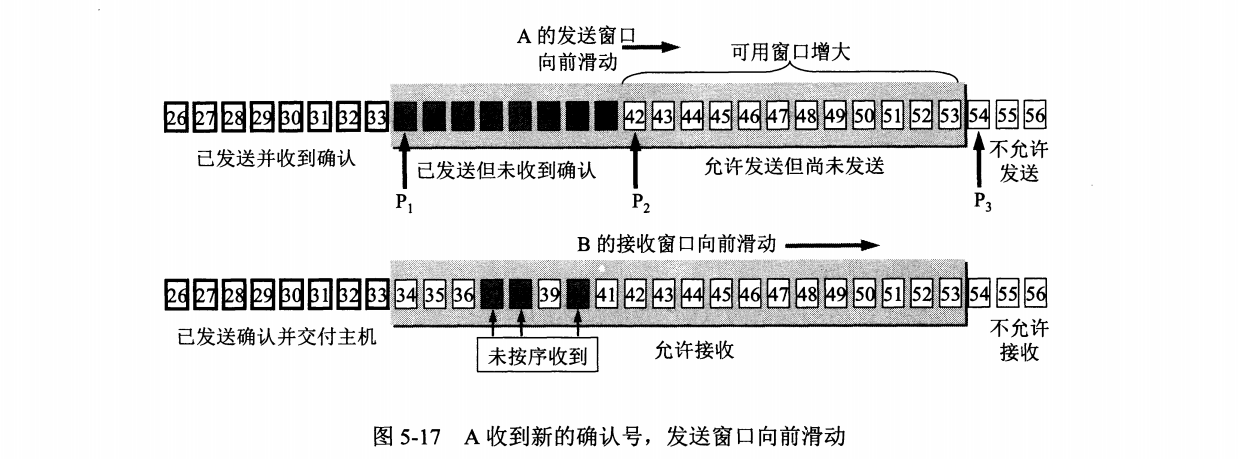 A 的发送窗口
向前滑动
可用窗口增大
26 27 28 29 30 31 32 33 42 43 44 45 46 47 48 49 50 51 52 53 54 55 56
已发送并收到确认
已发送但未收到确认
允许发送但尚未发送
不允许
发送
P1
P2
P3
B 的接收窗口向前滑动
26 27 28 29 30 31 32 33 34 35 36 39 41 42 43 44 45 46 47 48 49 50 51 52 53 54 55 56
已发送确认并交付主机
未按序收到
允许接收
不允许
接收
图 5-17 A 收到新的确认号，发送窗口向前滑动